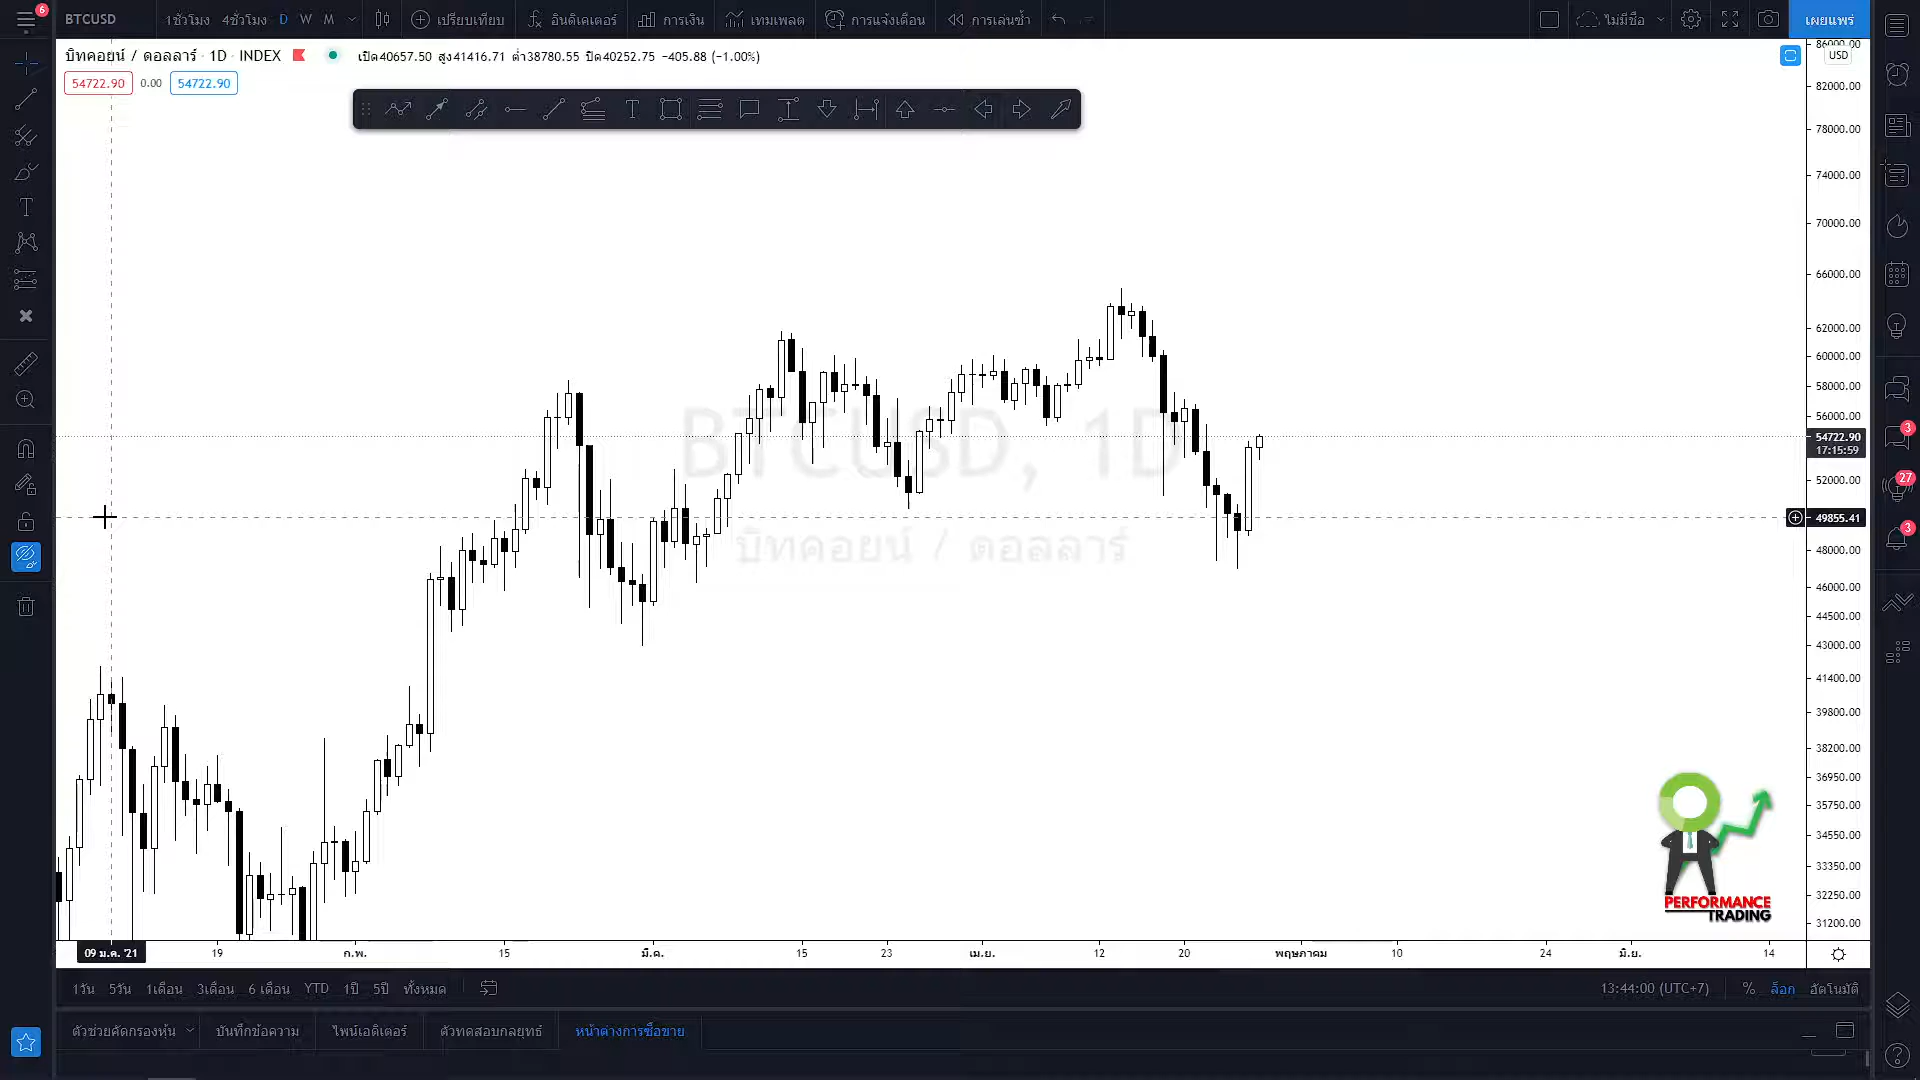 6
BTCUSD 1ชั่วโมง 4ชั่วโมง D W M เปรียบเทียบ อินดิเคเตอร์ การเงิน เทมเพลต การแจ้งเตือน การเล่นซ้ำ ไม่มีชื่อ เผยแพร่
บิทคอยน์ / ดอลลาร์ · 1D · INDEX เปิด40657.50 สูง41416.71 ต่ำ38780.55 ปิด40252.75 −405.88 (−1.00%)
54722.90 0.00 54722.90
BTCUSD, 1D
บิทคอยน์ / ดอลลาร์
86000.00
USD
82000.00
78000.00
74000.00
70000.00
66000.00
62000.00
60000.00
58000.00
56000.00
54722.90
17:15:59
52000.00
49855.41
48000.00
46000.00
44500.00
43000.00
41400.00
39800.00
38200.00
36950.00
35750.00
34550.00
33350.00
32250.00
31200.00
3
27
3
PERFORMANCE
TRADING
09 ม.ค. '21 19 ก.พ. 15 มี.ค. 15 23 เม.ย. 12 20 พฤษภาคม 10 24 มิ.ย. 14
1วัน 5วัน 1เดือน 3เดือน 6 เดือน YTD 1ปี 5ปี ทั้งหมด 13:44:00 (UTC+7) % ล็อก อัตโนมัติ
ตัวช่วยคัดกรองหุ้น บันทึกข้อความ ไพน์เอดิเตอร์ ตัวทดสอบกลยุทธ์ หน้าต่างการซื้อขาย